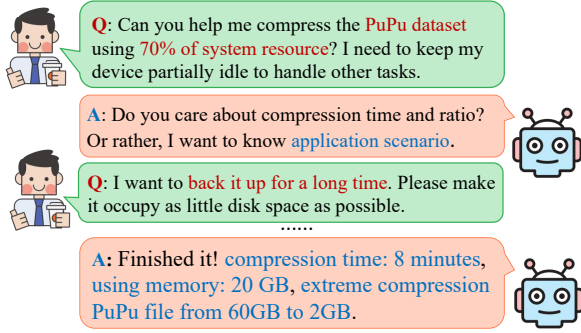 Q: Can you help me compress the PuPu dataset
using 70% of system resource? I need to keep my
device partially idle to handle other tasks.
A: Do you care about compression time and ratio?
Or rather, I want to know application scenario.
Q: I want to back it up for a long time. Please make
it occupy as little disk space as possible.
......
A: Finished it! compression time: 8 minutes,
using memory: 20 GB, extreme compression
PuPu file from 60GB to 2GB.